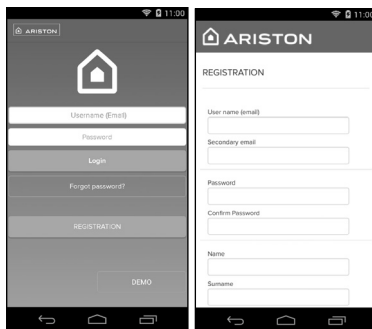 11:00
ARISTON
Username (Email)
Password
Login
Forgot password?
REGISTRATION
DEMO
11:00
ARISTON
REGISTRATION
User name (email)
Secondary email
Password
Confirm Password
Name
Surname